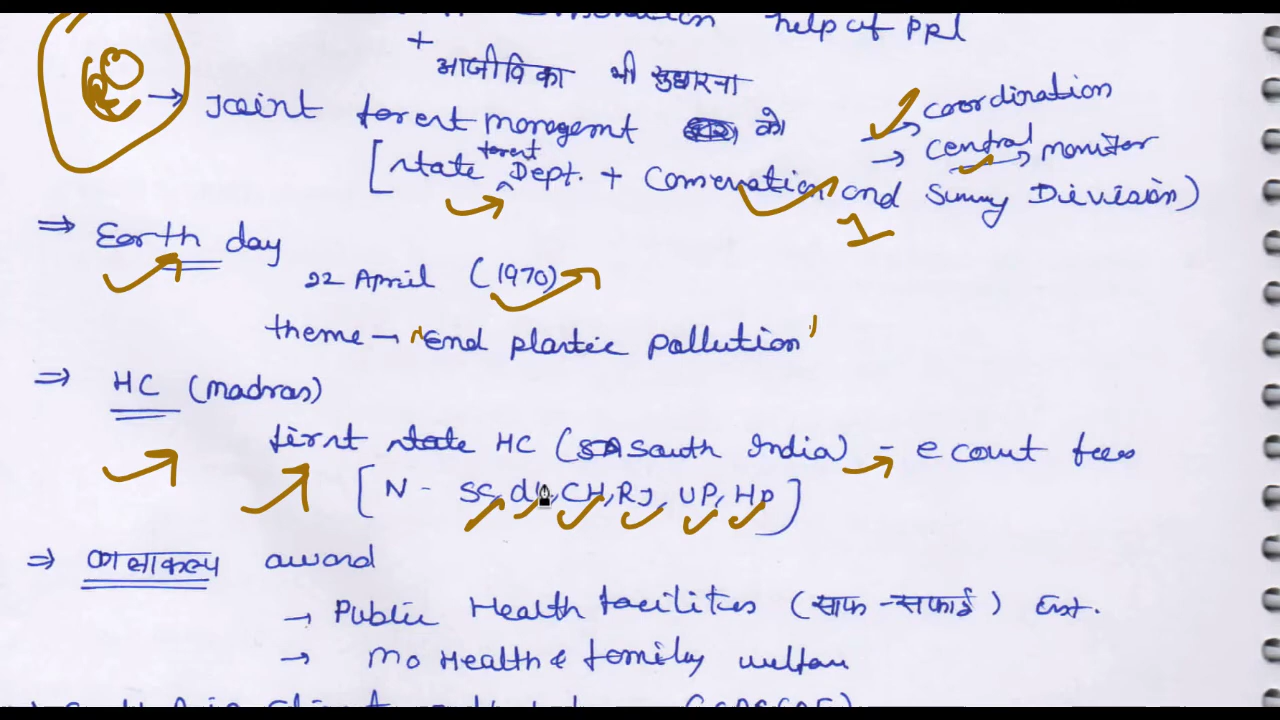 help of ppl
+
आजीविका भी सुधारना
→ Joint forest management को → coordination
→ central → monitor
[state forest Dept. + Conservation and Survey Division)
1
⇒ Earth day
22 April (1970)
theme → "End plastic pollution"
⇒ HC (madras)
first state HC (South India) - e court fees
[N - SC, dl, CH, RJ, UP, HP]
⇒ कायाकल्प award
→ Public Health facilities (साफ-सफाई)
→ Mo Health & family welfare